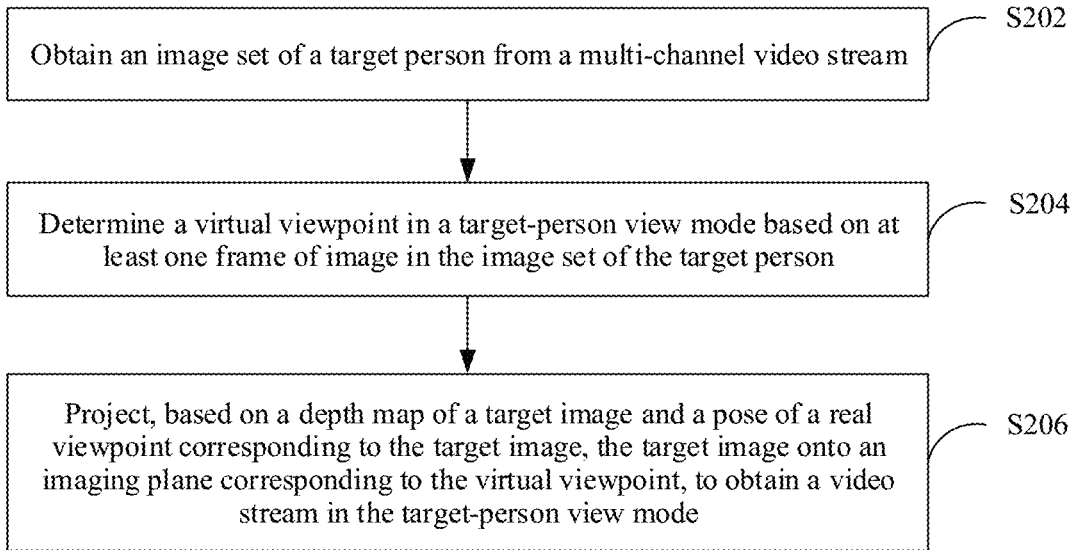 S202
Obtain an image set of a target person from a multi-channel video stream
S204
Determine a virtual viewpoint in a target-person view mode based on at
least one frame of image in the image set of the target person
S206
Project, based on a depth map of a target image and a pose of a real
viewpoint corresponding to the target image, the target image onto an
imaging plane corresponding to the virtual viewpoint, to obtain a video
stream in the target-person view mode